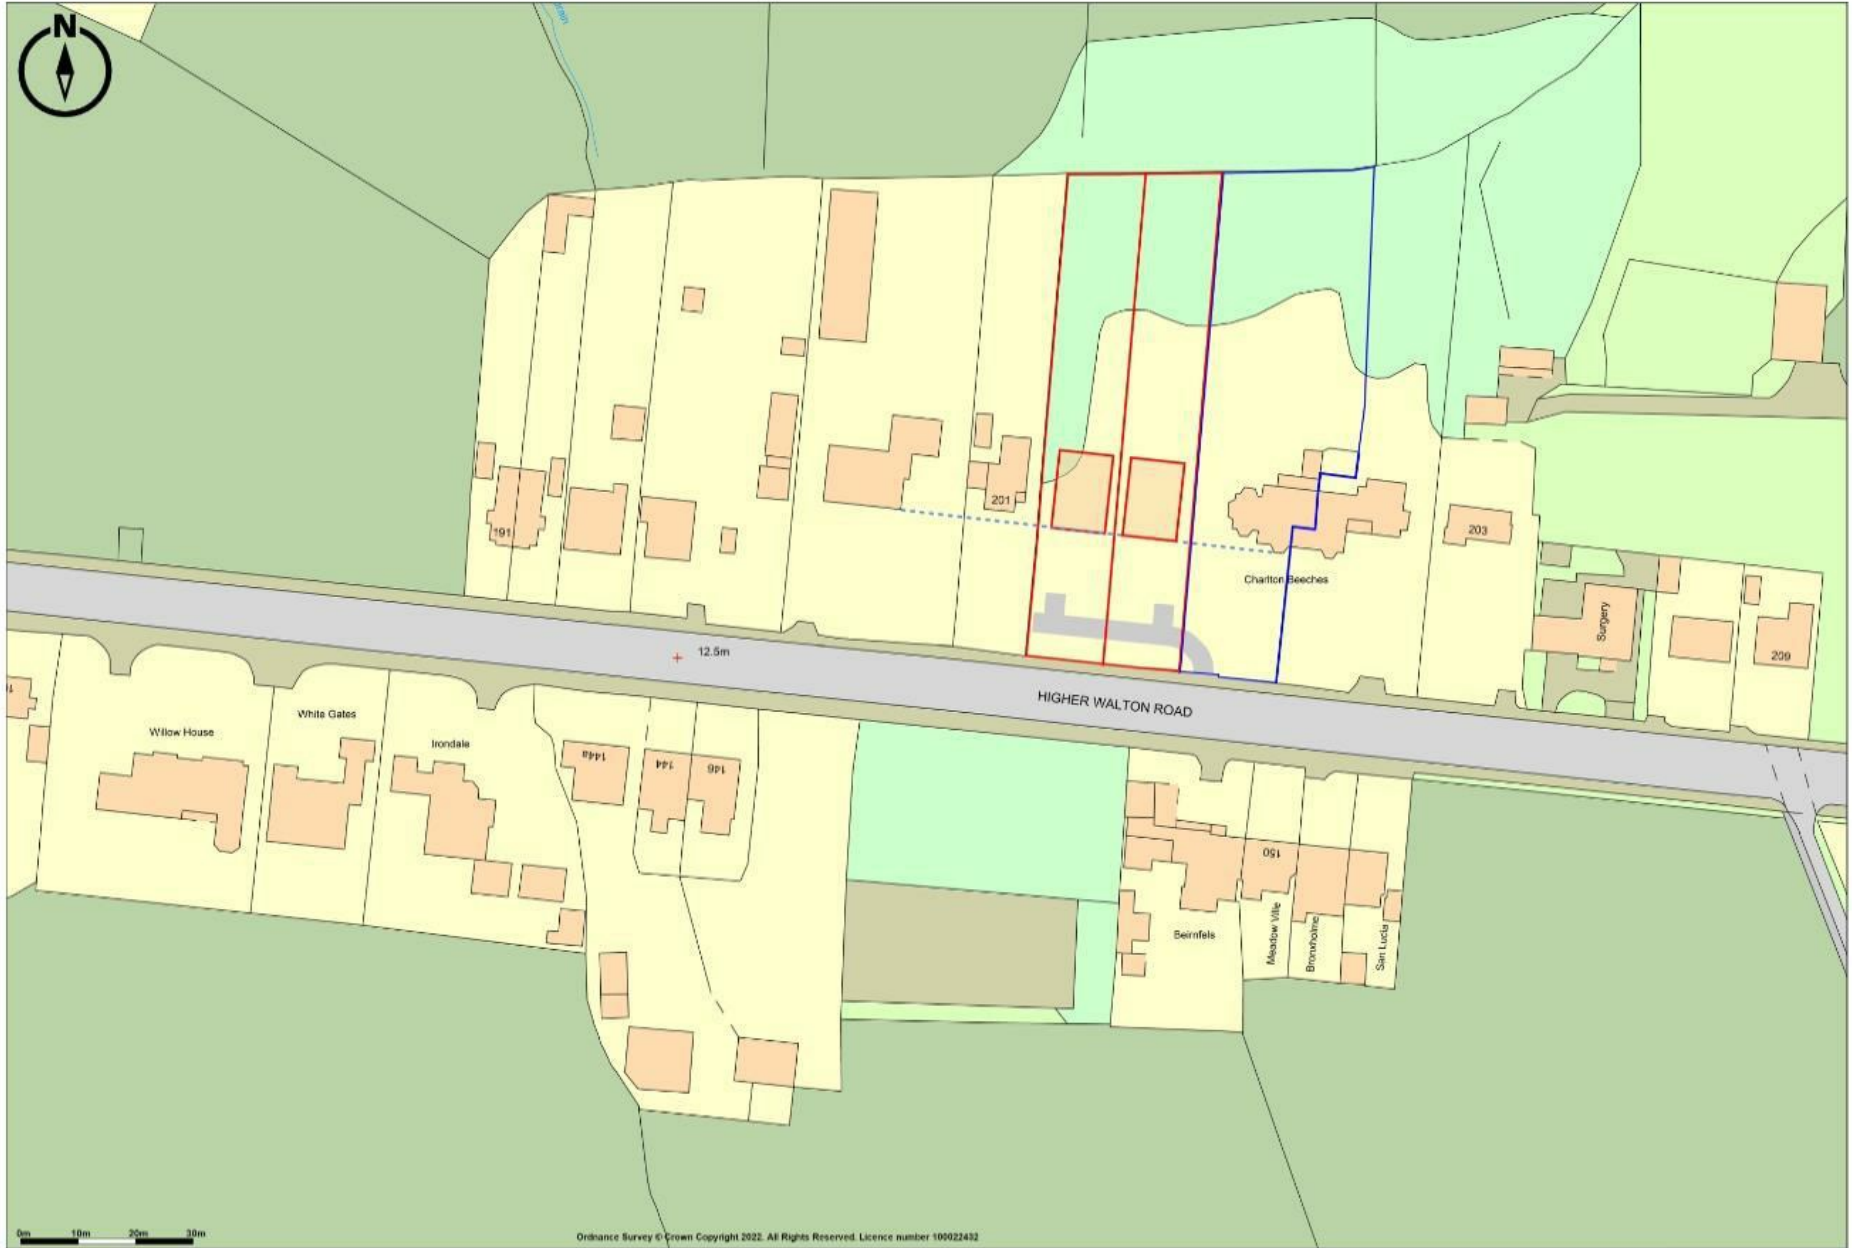 N
drain
201
191
203
Charlton Beeches
Surgery
209
12.5m
HIGHER WALTON ROAD
White Gates
Willow House
Irondale
144a
144
146
150
Beirnfels
Meadow Ville
Bronxholme
San Lucia
0m 10m 20m 30m
Ordnance Survey © Crown Copyright 2022. All Rights Reserved. Licence number 100022432